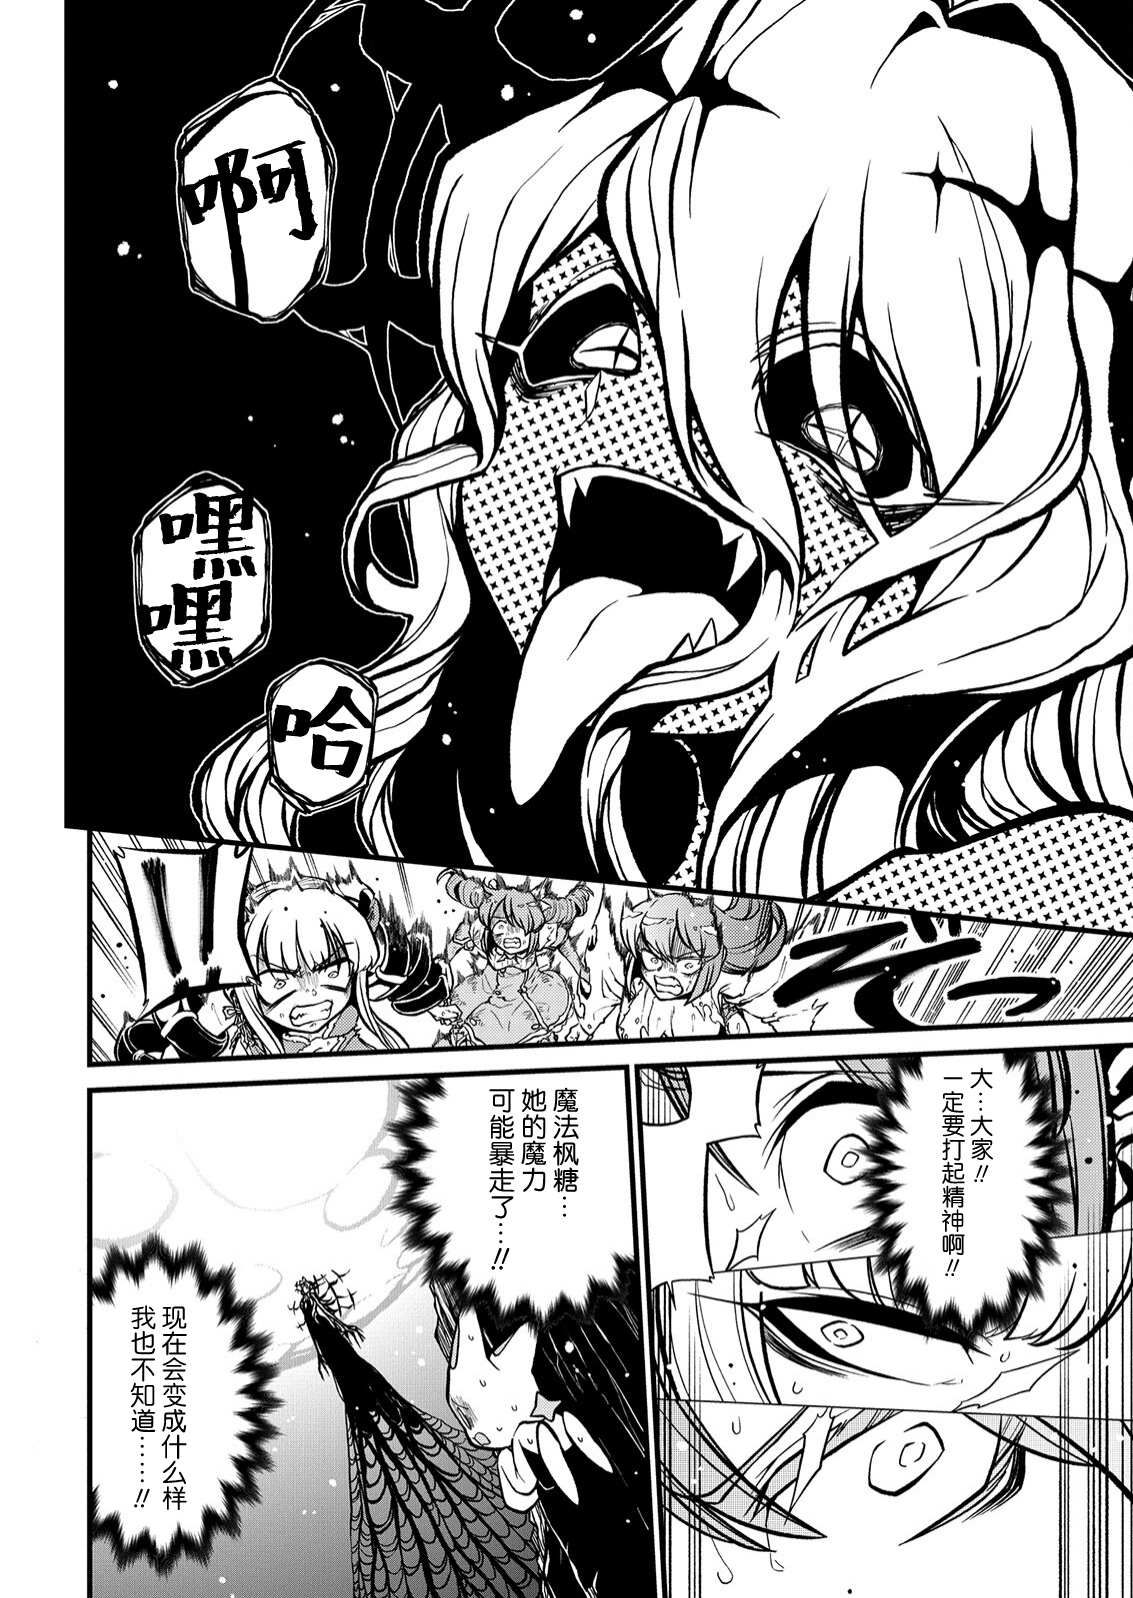 啊
嘿
嘿
哈
!!
ゾっ
大…大家!!
一定要打起精神啊!!
魔法枫糖…
她的魔力
可能暴走了…!!
现在会变成什么样
我也不知道……!!